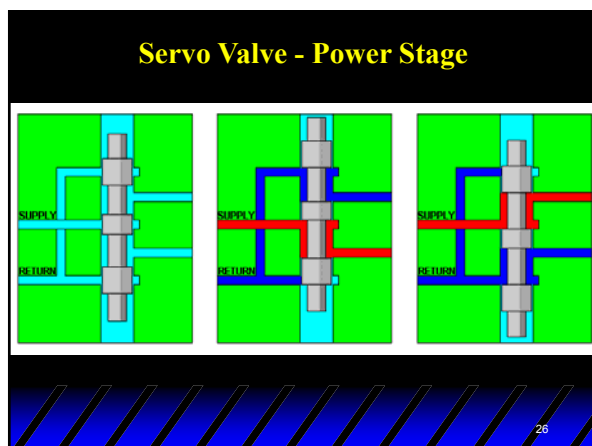 Servo Valve - Power Stage
SUPPLY
RETURN
SUPPLY
RETURN
SUPPLY
RETURN
26